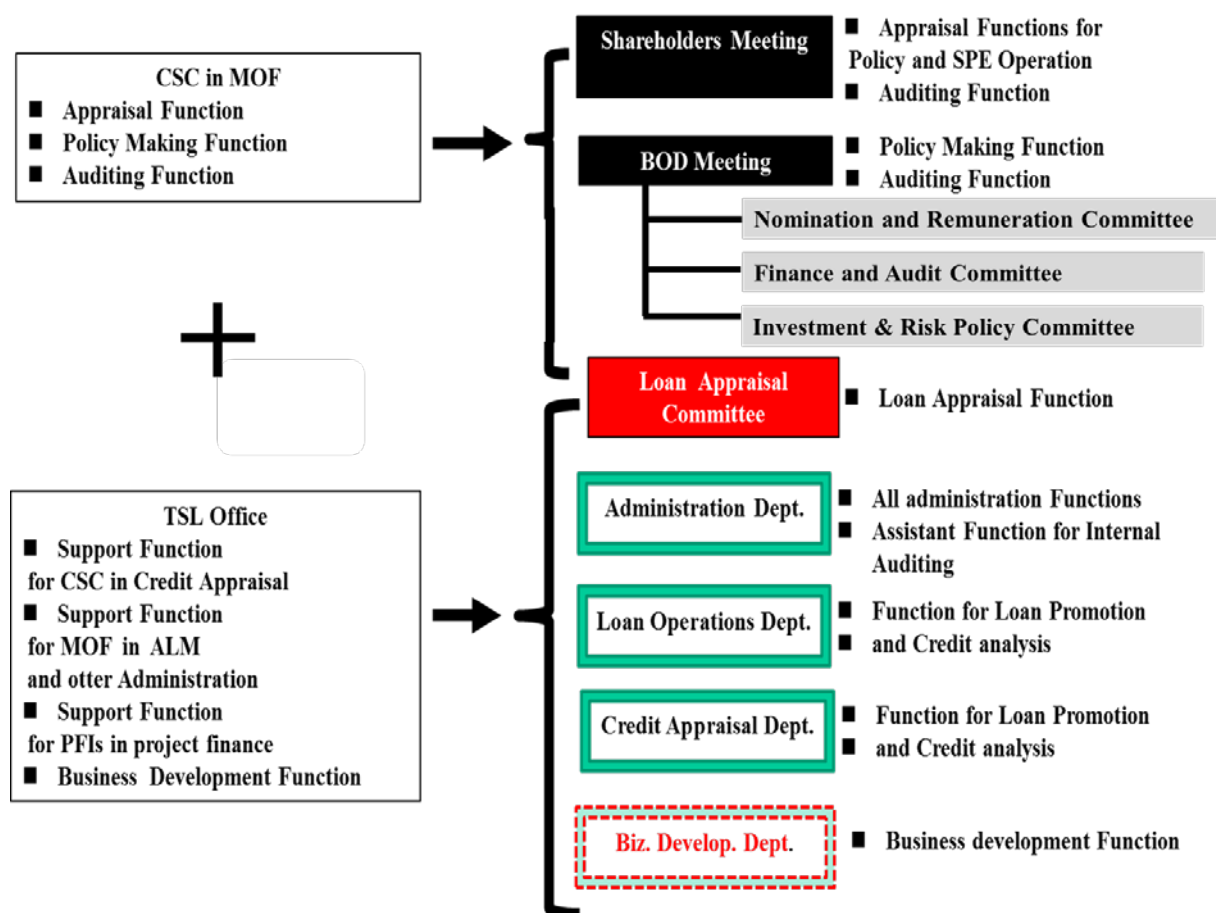 CSC in MOF
■ Appraisal Function
■ Policy Making Function
■ Auditing Function
TSL Office
■ Support Function
for CSC in Credit Appraisal
■ Support Function
for MOF in ALM
and otter Administration
■ Support Function
for PFIs in project finance
■ Business Development Function
Shareholders Meeting
■ Appraisal Functions for
Policy and SPE Operation
■ Auditing Function
BOD Meeting
■ Policy Making Function
■ Auditing Function
Nomination and Remuneration Committee
Finance and Audit Committee
Investment & Risk Policy Committee
Loan Appraisal
Committee
■ Loan Appraisal Function
Administration Dept.
■ All administration Functions
■ Assistant Function for Internal
Auditing
Loan Operations Dept.
■ Function for Loan Promotion
■ and Credit analysis
Credit Appraisal Dept.
■ Function for Loan Promotion
■ and Credit analysis
Biz. Develop. Dept.
■ Business development Function